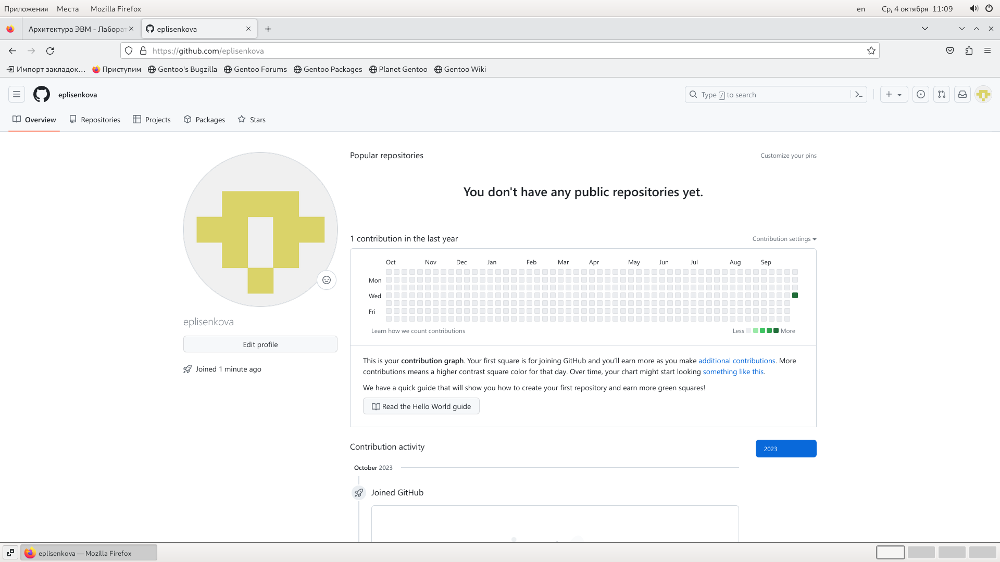 Приложения Места Mozilla Firefox en Ср, 4 октября 11:09
Архитектура ЭВМ - Лаборат eplisenkova
https://github.com/eplisenkova
Импорт закладок… Приступим Gentoo's Bugzilla Gentoo Forums Gentoo Packages Planet Gentoo Gentoo Wiki
eplisenkova Type / to search
Overview Repositories Projects Packages Stars
Popular repositories Customize your pins
You don't have any public repositories yet.
1 contribution in the last year Contribution settings
Oct Nov Dec Jan Feb Mar Apr May Jun Jul Aug Sep
Mon
Wed
Fri
Learn how we count contributions Less More
eplisenkova
Edit profile
Joined 1 minute ago
This is your contribution graph. Your first square is for joining GitHub and you’ll earn more as you make additional contributions. More
contributions means a higher contrast square color for that day. Over time, your chart might start looking something like this.
We have a quick guide that will show you how to create your first repository and earn more green squares!
Read the Hello World guide
Contribution activity 2023
October 2023
Joined GitHub
eplisenkova — Mozilla Firefox